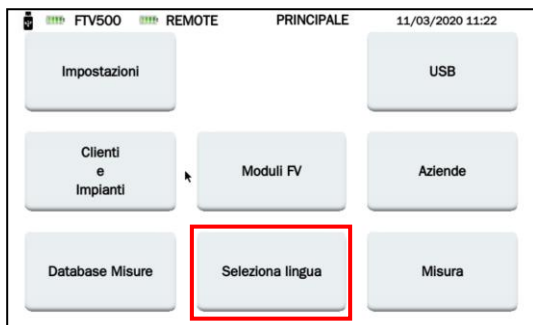 FTV500 REMOTE PRINCIPALE 11/03/2020 11:22
Impostazioni USB
Clienti
e
Impianti
Moduli FV Aziende
Database Misure Seleziona lingua Misura